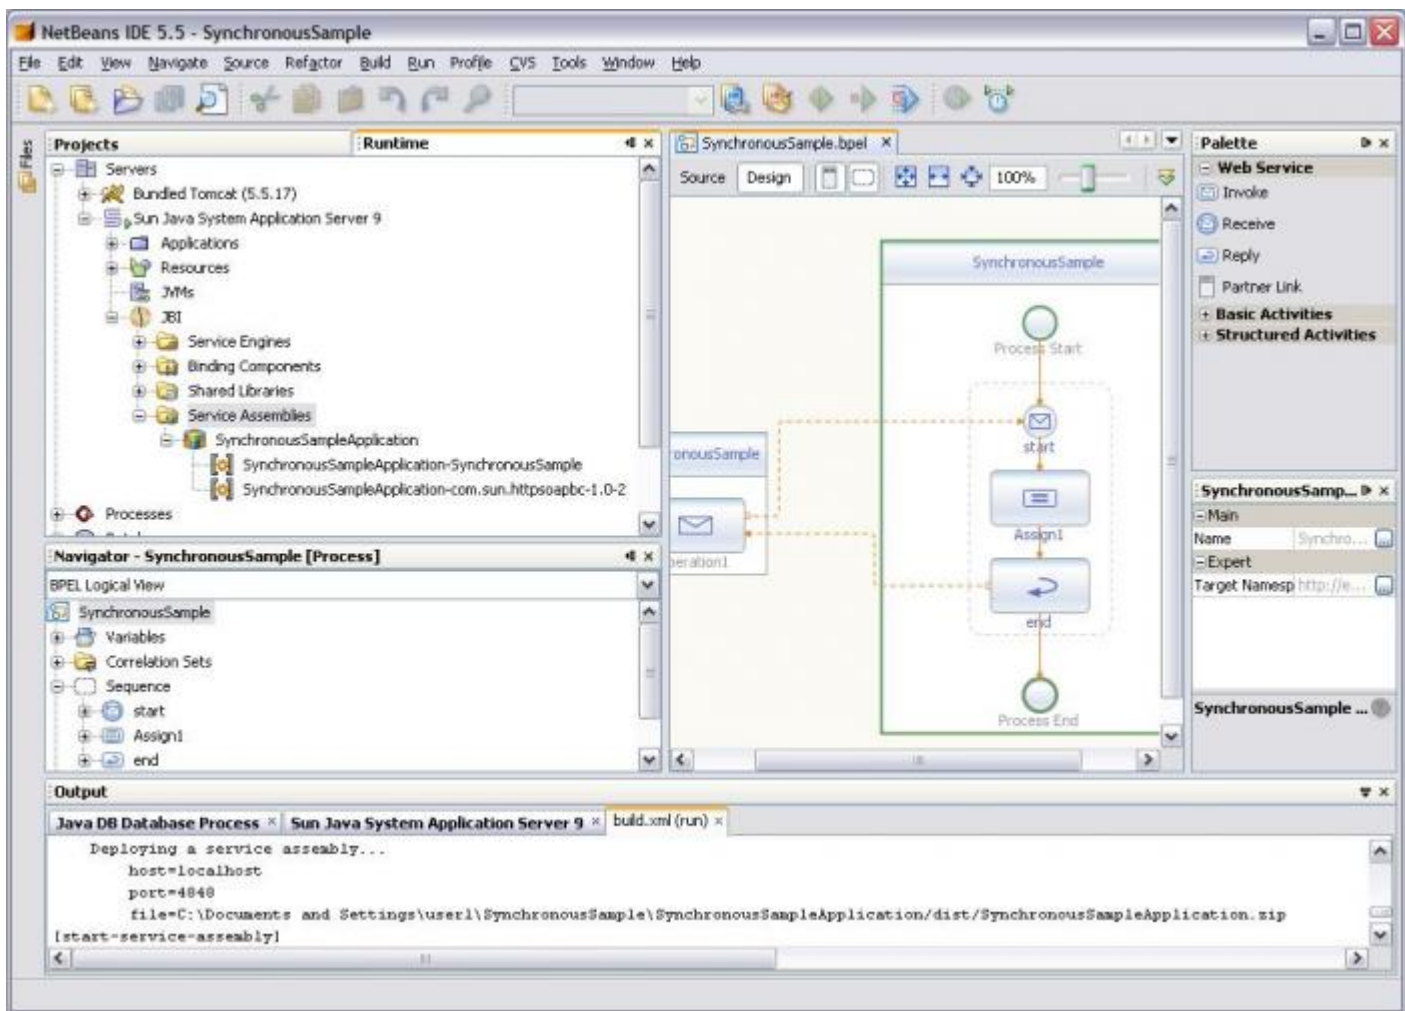 NetBeans IDE 5.5 - SynchronousSample
File Edit View Navigate Source Refactor Build Run Profile CVS Tools Window Help
Files
Projects
Runtime
Servers
Bundled Tomcat (5.5.17)
Sun Java System Application Server 9
Applications
Resources
JVMs
JBI
Service Engines
Binding Components
Shared Libraries
Service Assemblies
SynchronousSampleApplication
SynchronousSampleApplication-SynchronousSample
SynchronousSampleApplication-com.sun.httpsoapbc-1.0-2
Processes
Navigator - SynchronousSample [Process]
BPEL Logical View
SynchronousSample
Variables
Correlation Sets
Sequence
start
Assign1
end
SynchronousSample.bpel
Source Design 100%
SynchronousSample
Process Start
start
onousSample
Assign1
peration1
end
Process End
Palette
Web Service
Invoke
Receive
Reply
Partner Link
Basic Activities
Structured Activities
SynchronousSamp...
Main
Name Synchro... ...
Expert
Target Namesp http://e... ...
SynchronousSample ...
Output
Java DB Database Process Sun Java System Application Server 9 build.xml (run)
Deploying a service assembly...
host=localhost
port=4848
file=C:\Documents and Settings\user1\SynchronousSample\SynchronousSampleApplication/dist/SynchronousSampleApplication.zip
[start-service-assembly]